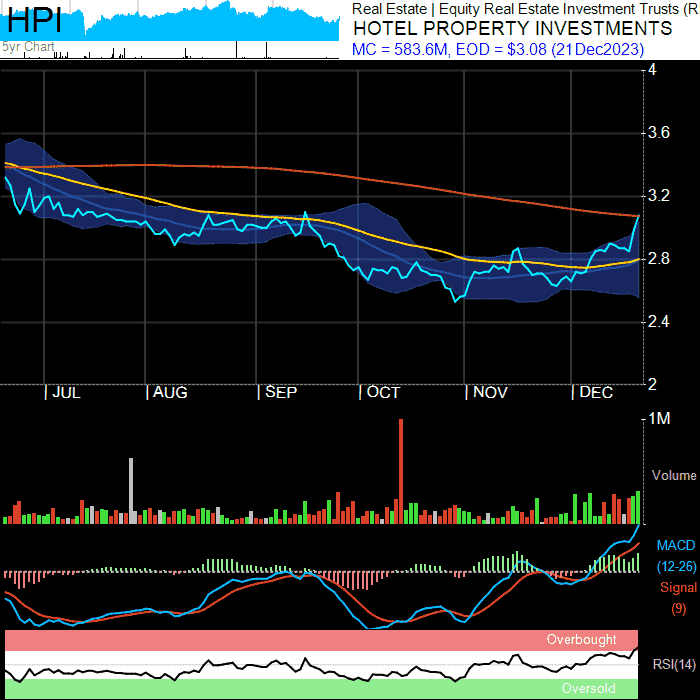 HPI
Real Estate | Equity Real Estate Investment Trusts (R
HOTEL PROPERTY INVESTMENTS
5yr Chart
MC = 583.6M, EOD = $3.08 (21Dec2023)
4
3.6
3.2
2.8
2.4
2
JUL AUG SEP OCT NOV DEC
1M
Volume
MACD
(12-26)
Signal
(9)
Overbought
RSI(14)
Oversold